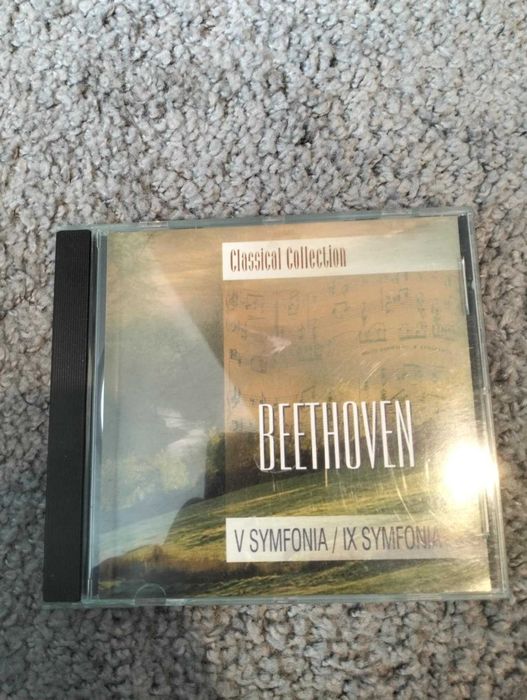 Classical Collection
BEETHOVEN
V SYMFONIA / IX SYMFONIA